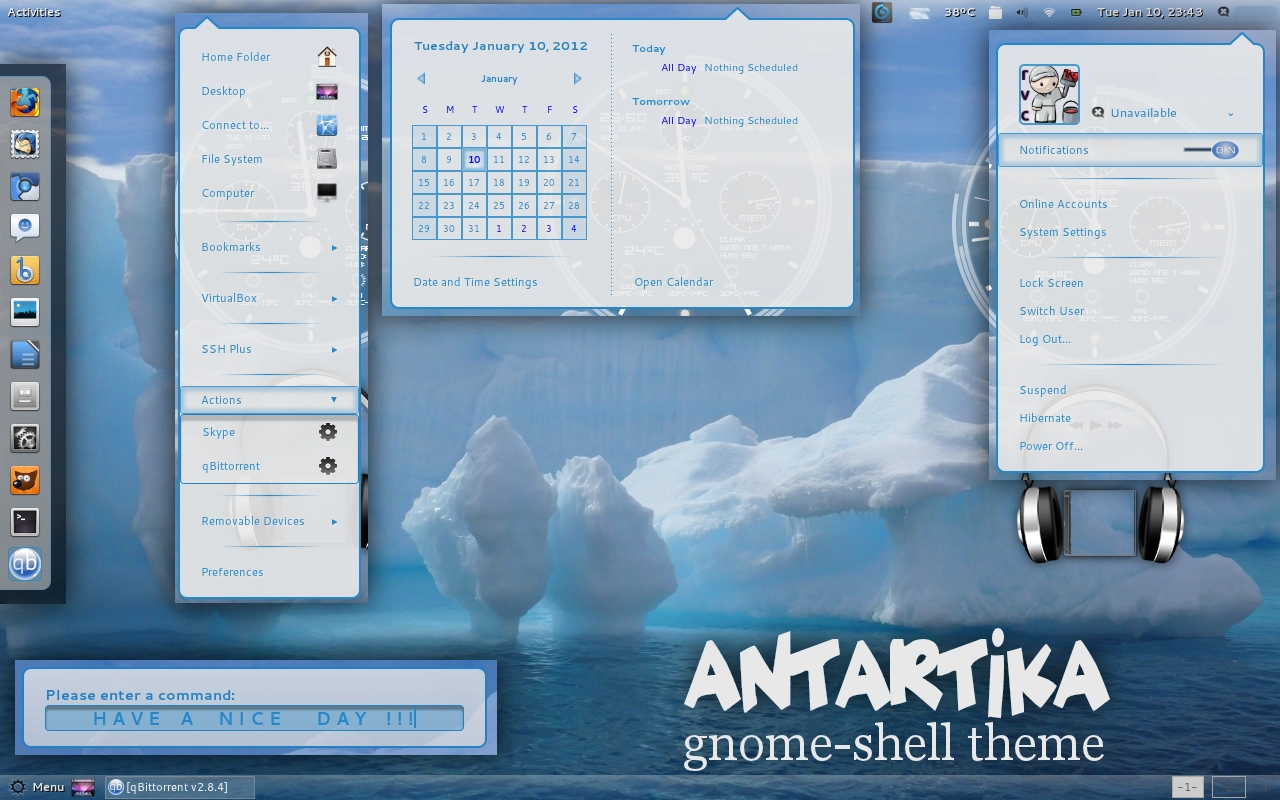 Activities
38°C
Tue Jan 10, 23:43
Home Folder
Desktop
Connect to...
File System
Computer
Bookmarks
VirtualBox
SSH Plus
Actions
Skype
qBittorrent
Removable Devices
Preferences
Tuesday January 10, 2012
January
S M T W T F S
1 2 3 4 5 6 7
8 9 10 11 12 13 14
15 16 17 18 19 20 21
22 23 24 25 26 27 28
29 30 31 1 2 3 4
Date and Time Settings
Today
All Day Nothing Scheduled
Tomorrow
All Day Nothing Scheduled
Open Calendar
Unavailable
Notifications ON
Online Accounts
System Settings
Lock Screen
Switch User
Log Out...
Suspend
Hibernate
Power Off...
Please enter a command:
HAVE A NICE DAY !!!
ANTARTiKA
gnome-shell theme
Menu
[qBittorrent v2.8.4]
-1-